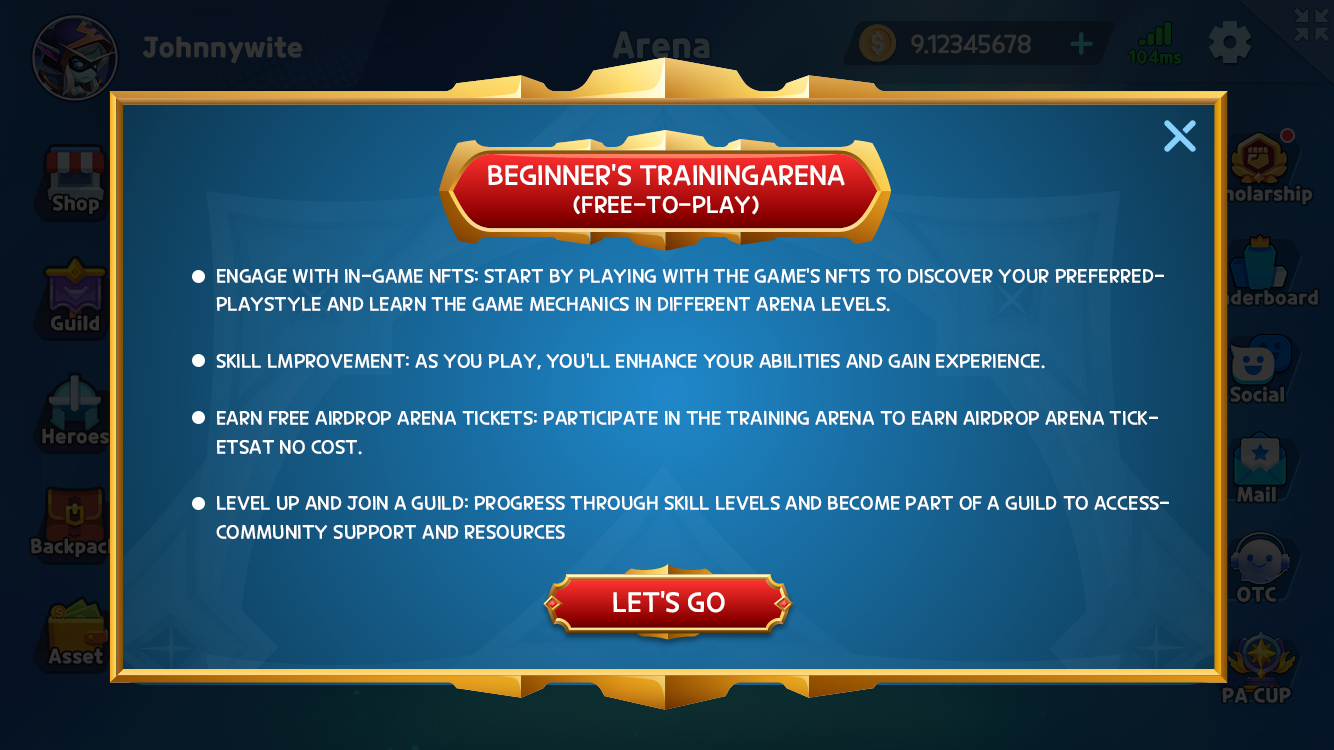 Johnnywite
Arena
$
9.12345678
104ms
BEGINNER'S TRAININGARENA
(FREE-TO-PLAY)
ENGAGE WITH IN-GAME NFTS: START BY PLAYING WITH THE GAME'S NFTS TO DISCOVER YOUR PREFERRED-
PLAYSTYLE AND LEARN THE GAME MECHANICS IN DIFFERENT ARENA LEVELS.
SKILL LMPROVEMENT: AS YOU PLAY, YOU'LL ENHANCE YOUR ABILITIES AND GAIN EXPERIENCE.
EARN FREE AIRDROP ARENA TICKETS: PARTICIPATE IN THE TRAINING ARENA TO EARN AIRDROP ARENA TICK-
ETSAT NO COST.
LEVEL UP AND JOIN A GUILD: PROGRESS THROUGH SKILL LEVELS AND BECOME PART OF A GUILD TO ACCESS-
COMMUNITY SUPPORT AND RESOURCES
LET'S GO
Shop
Guild
Heroes
Backpac
Asset
holarship
derboard
Social
Mail
OTC
PA CUP